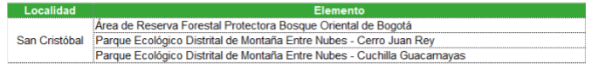 Localidad Elemento
Área de Reserva Forestal Protectora Bosque Oriental de Bogotá
San Cristóbal Parque Ecológico Distrital de Montaña Entre Nubes - Cerro Juan Rey
Parque Ecológico Distrital de Montaña Entre Nubes - Cuchilla Guacamayas